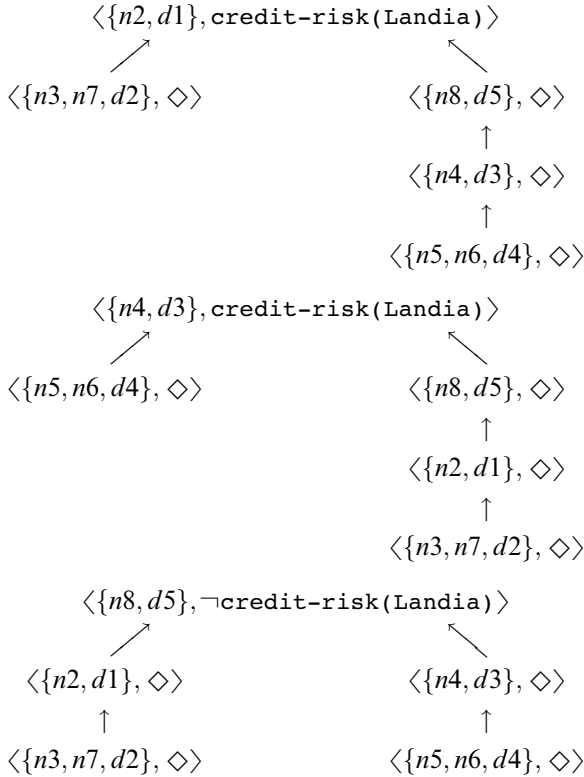 ⟨{n2, d1}, credit-risk(Landia)⟩
⟨{n3, n7, d2}, ◇⟩ ⟨{n8, d5}, ◇⟩
↑
⟨{n4, d3}, ◇⟩
↑
⟨{n5, n6, d4}, ◇⟩
⟨{n4, d3}, credit-risk(Landia)⟩
⟨{n5, n6, d4}, ◇⟩ ⟨{n8, d5}, ◇⟩
↑
⟨{n2, d1}, ◇⟩
↑
⟨{n3, n7, d2}, ◇⟩
⟨{n8, d5}, ¬credit-risk(Landia)⟩
⟨{n2, d1}, ◇⟩ ⟨{n4, d3}, ◇⟩
↑ ↑
⟨{n3, n7, d2}, ◇⟩ ⟨{n5, n6, d4}, ◇⟩